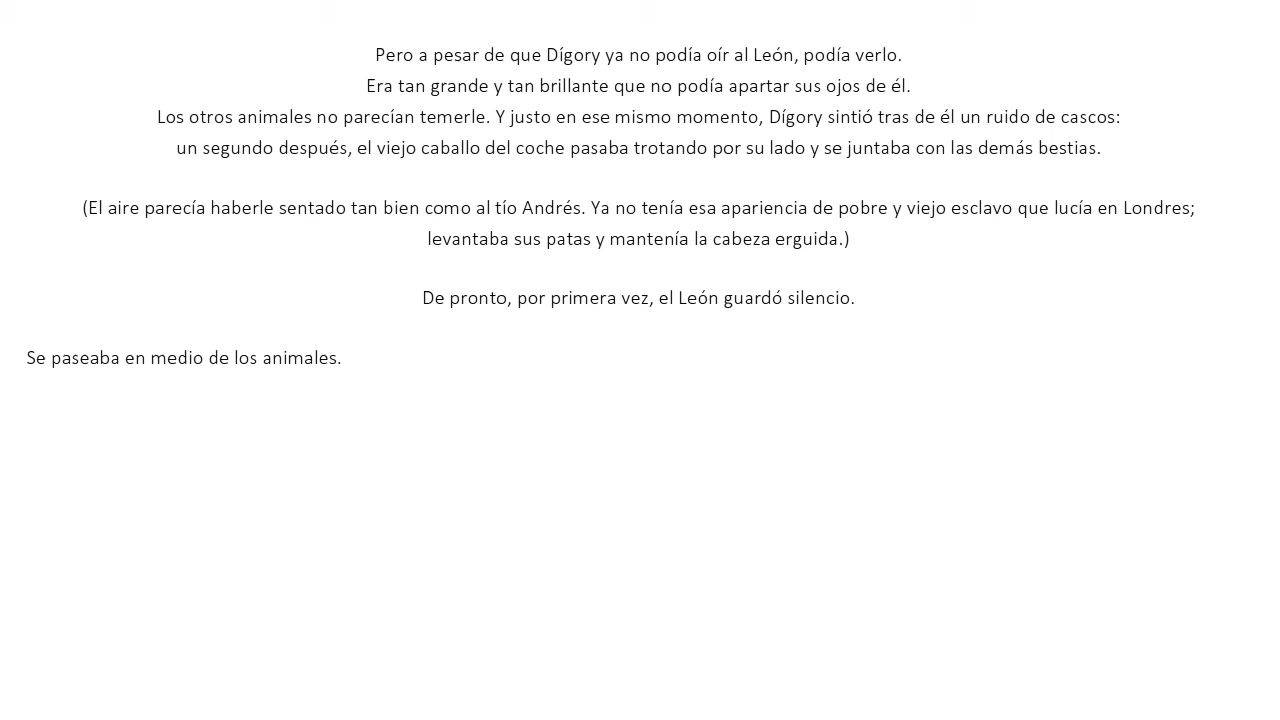 Pero a pesar de que Dígory ya no podía oír al León, podía verlo.
Era tan grande y tan brillante que no podía apartar sus ojos de él.
Los otros animales no parecían temerle. Y justo en ese mismo momento, Dígory sintió tras de él un ruido de cascos:
un segundo después, el viejo caballo del coche pasaba trotando por su lado y se juntaba con las demás bestias.
(El aire parecía haberle sentado tan bien como al tío Andrés. Ya no tenía esa apariencia de pobre y viejo esclavo que lucía en Londres;
levantaba sus patas y mantenía la cabeza erguida.)
De pronto, por primera vez, el León guardó silencio.
Se paseaba en medio de los animales.